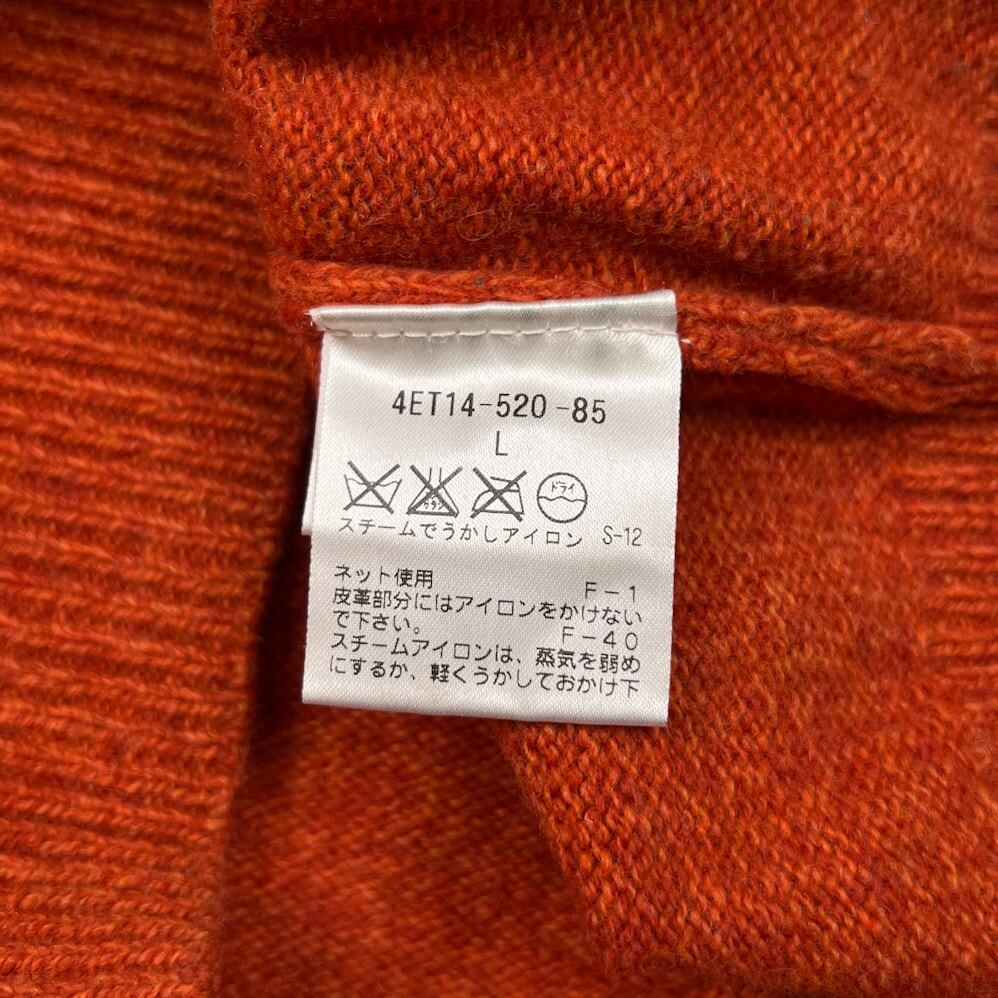 4ET14-520-85
L
ドライ
スチームでうかしアイロン S-12
ネット使用 F-1
皮革部分にはアイロンをかけない
で下さい。 F-40
スチームアイロンは、蒸気を弱め
にするか、軽くうかしておかけ下